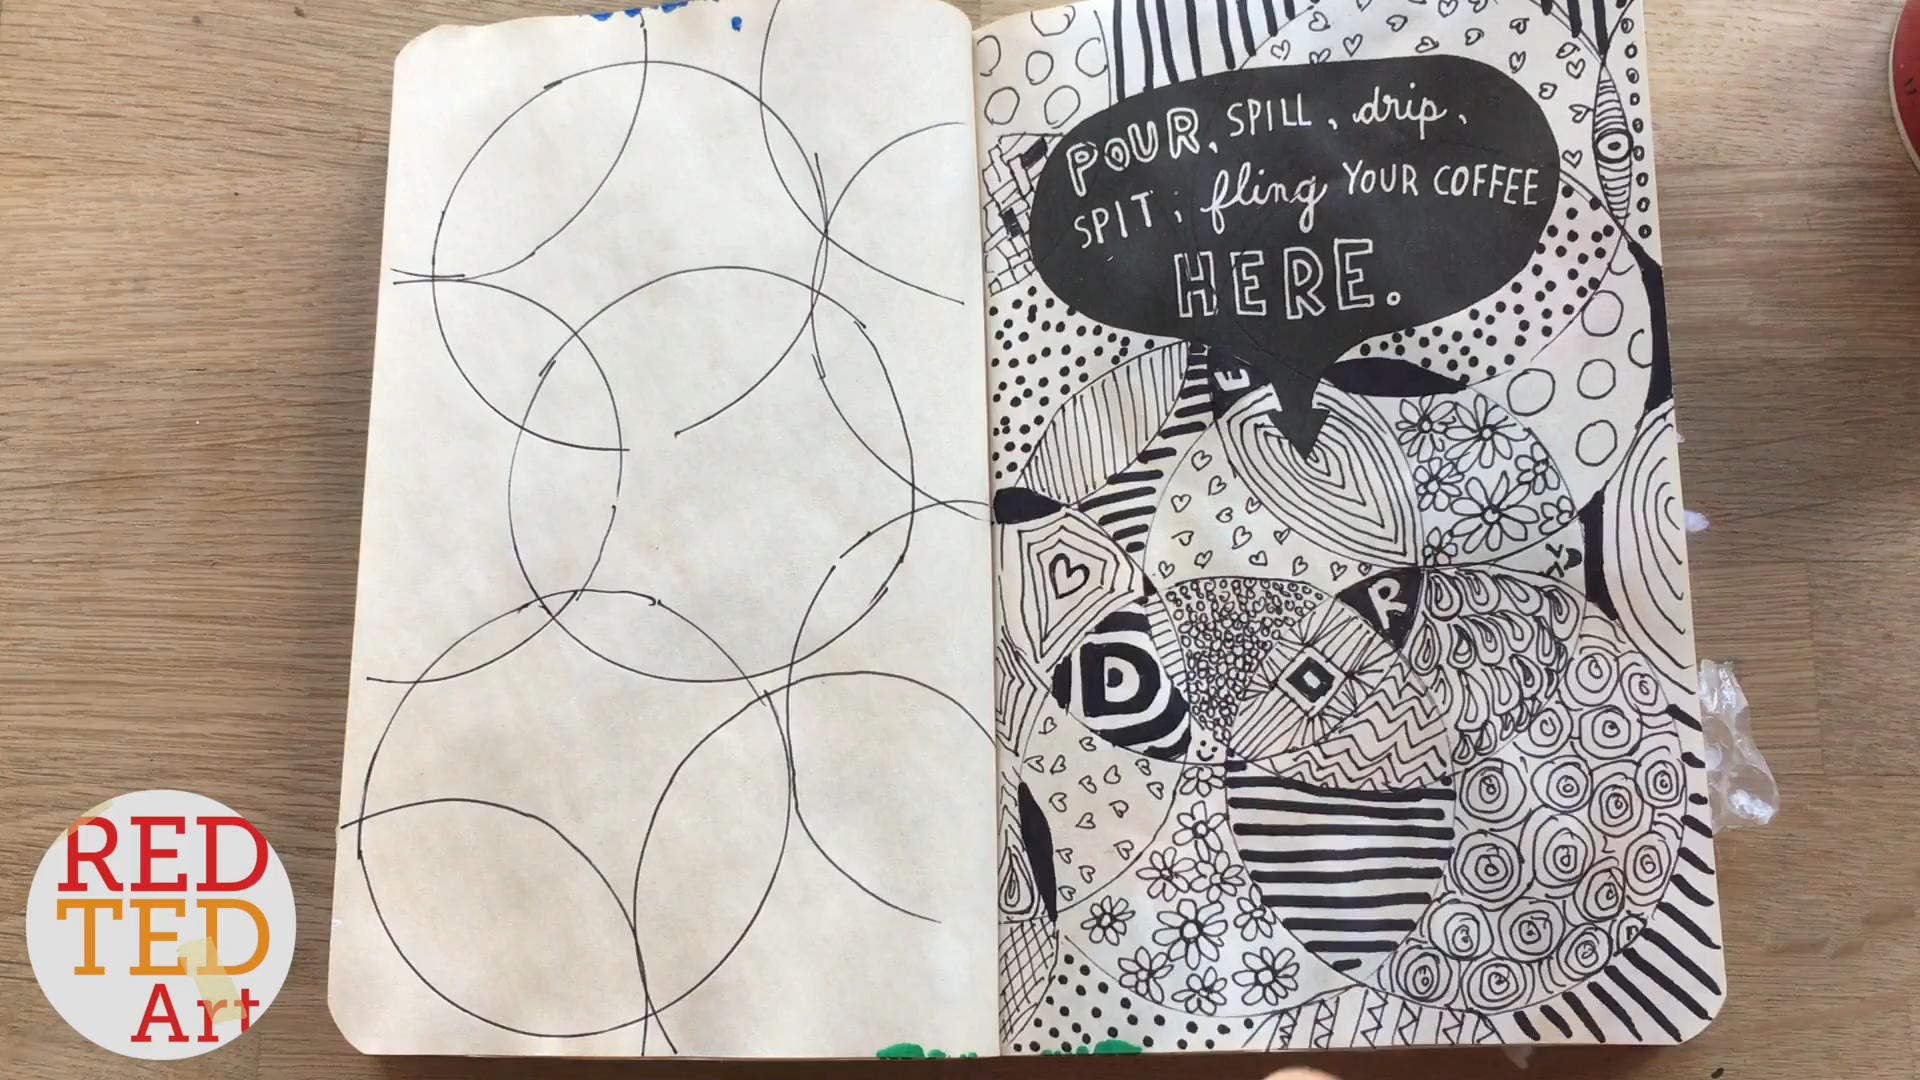 POUR, SPILL, drip,
SPIT, fling YOUR COFFEE
HERE.
E
R
D
RED
TED
Art